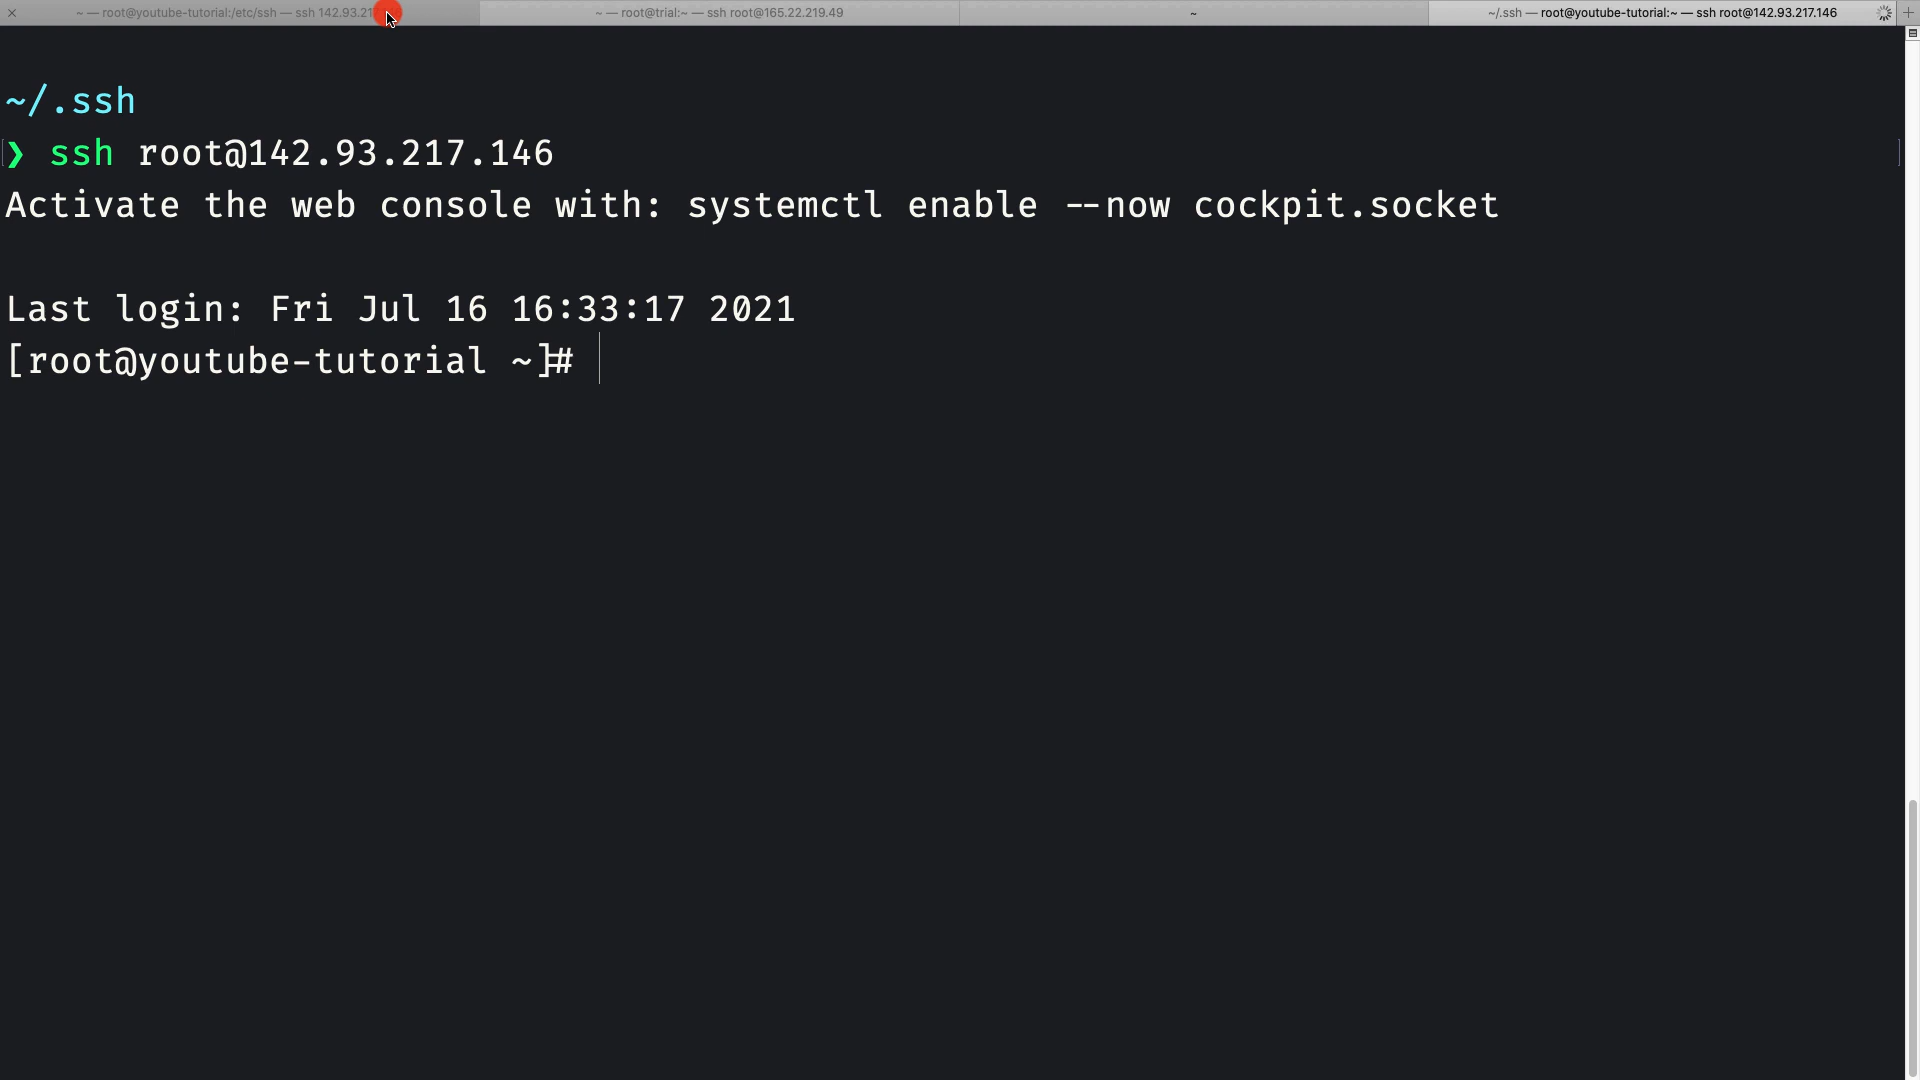 ~ — root@youtube-tutorial:/etc/ssh — ssh 142.93.21
~ — root@trial:~ — ssh root@165.22.219.49
~
~/.ssh — root@youtube-tutorial:~ — ssh root@142.93.217.146
~/.ssh
❯ ssh root@142.93.217.146
Activate the web console with: systemctl enable --now cockpit.socket
Last login: Fri Jul 16 16:33:17 2021
[root@youtube-tutorial ~]#